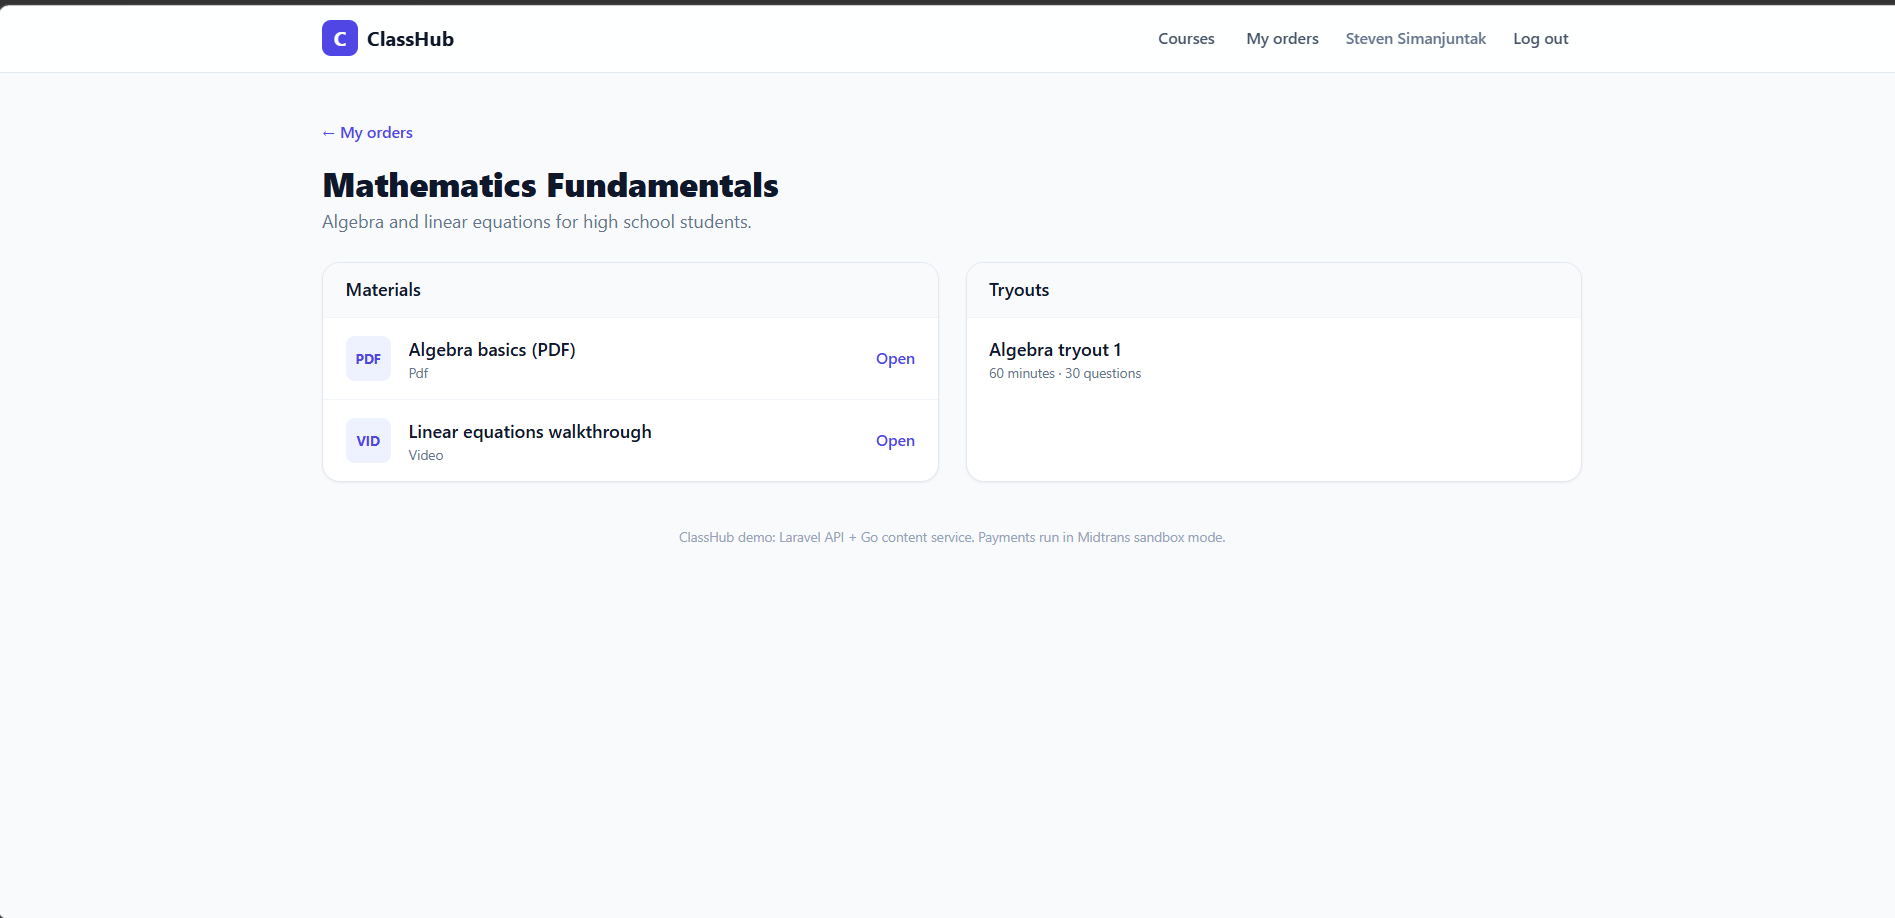 C ClassHub
Courses My orders Steven Simanjuntak Log out
← My orders
Mathematics Fundamentals
Algebra and linear equations for high school students.
Materials
PDF
Algebra basics (PDF)
Pdf
Open
VID
Linear equations walkthrough
Video
Open
Tryouts
Algebra tryout 1
60 minutes · 30 questions
ClassHub demo: Laravel API + Go content service. Payments run in Midtrans sandbox mode.